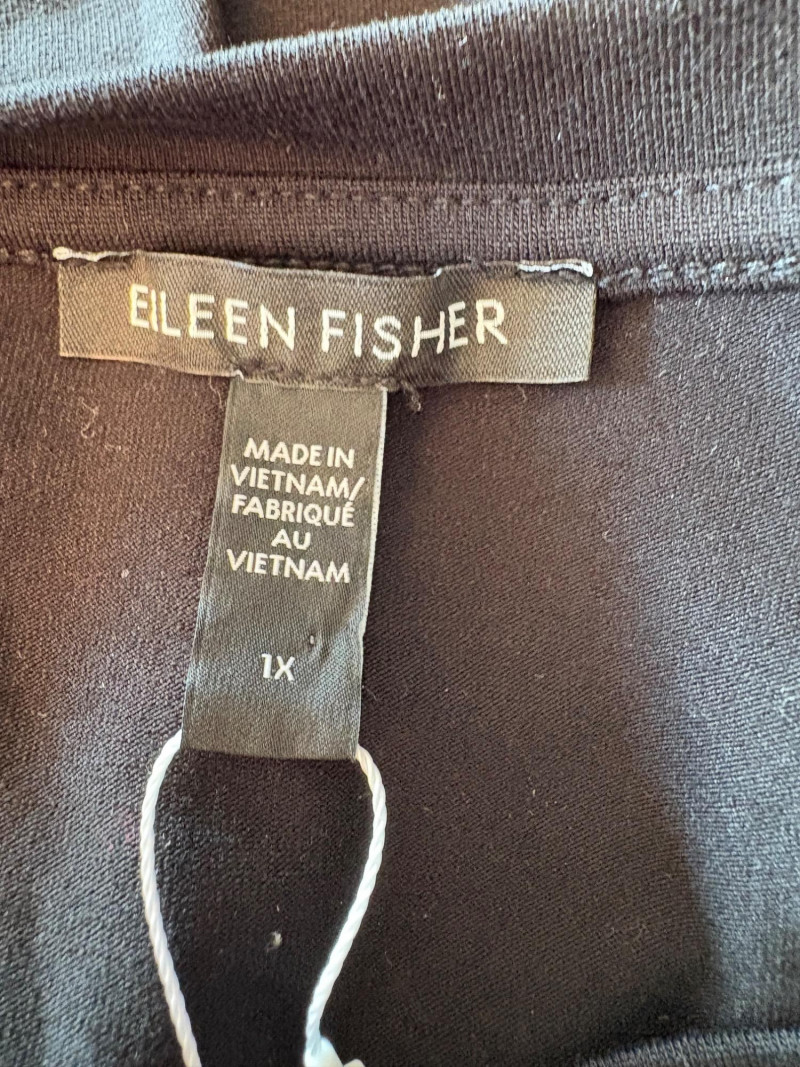 EILEEN FISHER
MADE IN
VIETNAM/
FABRIQUÉ
AU
VIETNAM
1X